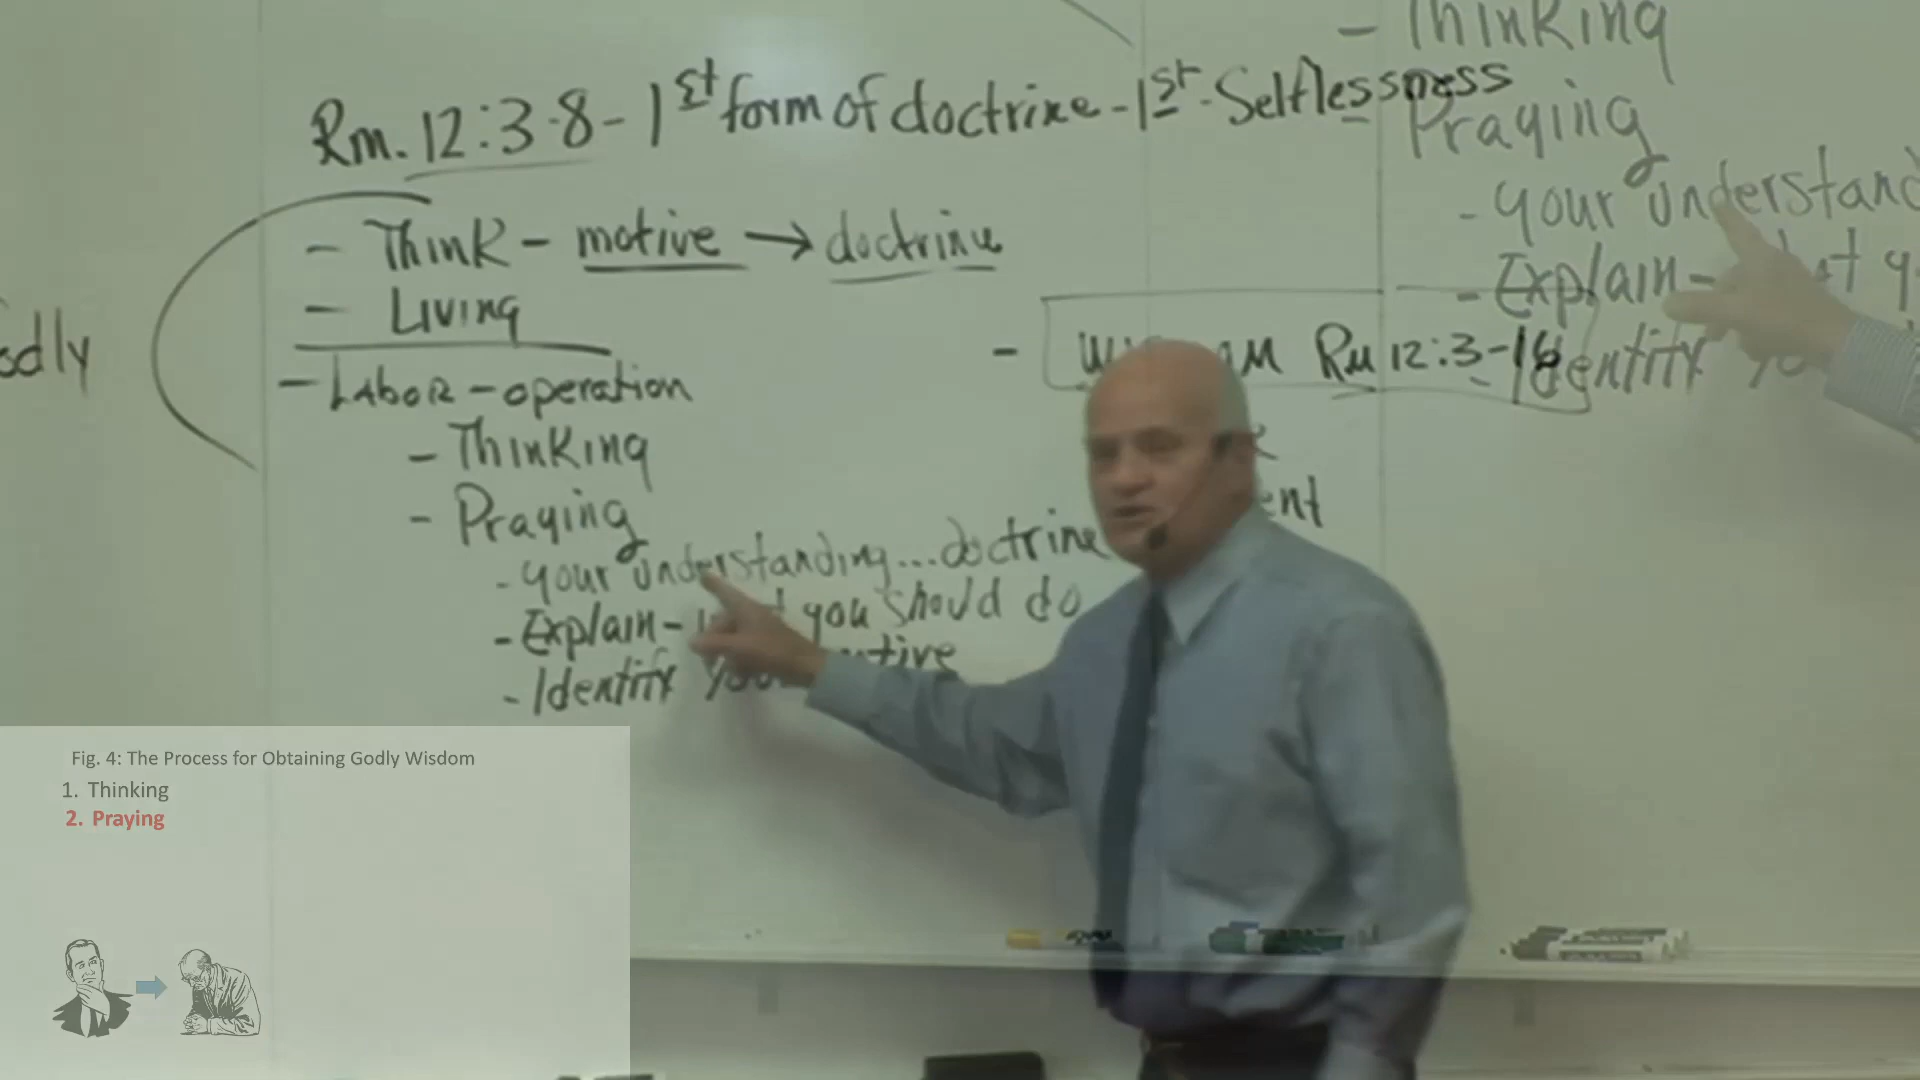 Rm. 12:3-8 - 1st form of doctrine - 1st - Selflessness
- Think - motive → doctrine
- Living
- Labor - operation
- Thinking
- Praying
- your understanding...doctrine
- Explain - you should do
- Identify
- Rm 12:3-16
- Thinking
Praying
- your understand
- Explain -
- Identify
Fig. 4: The Process for Obtaining Godly Wisdom
1. Thinking
2. Praying